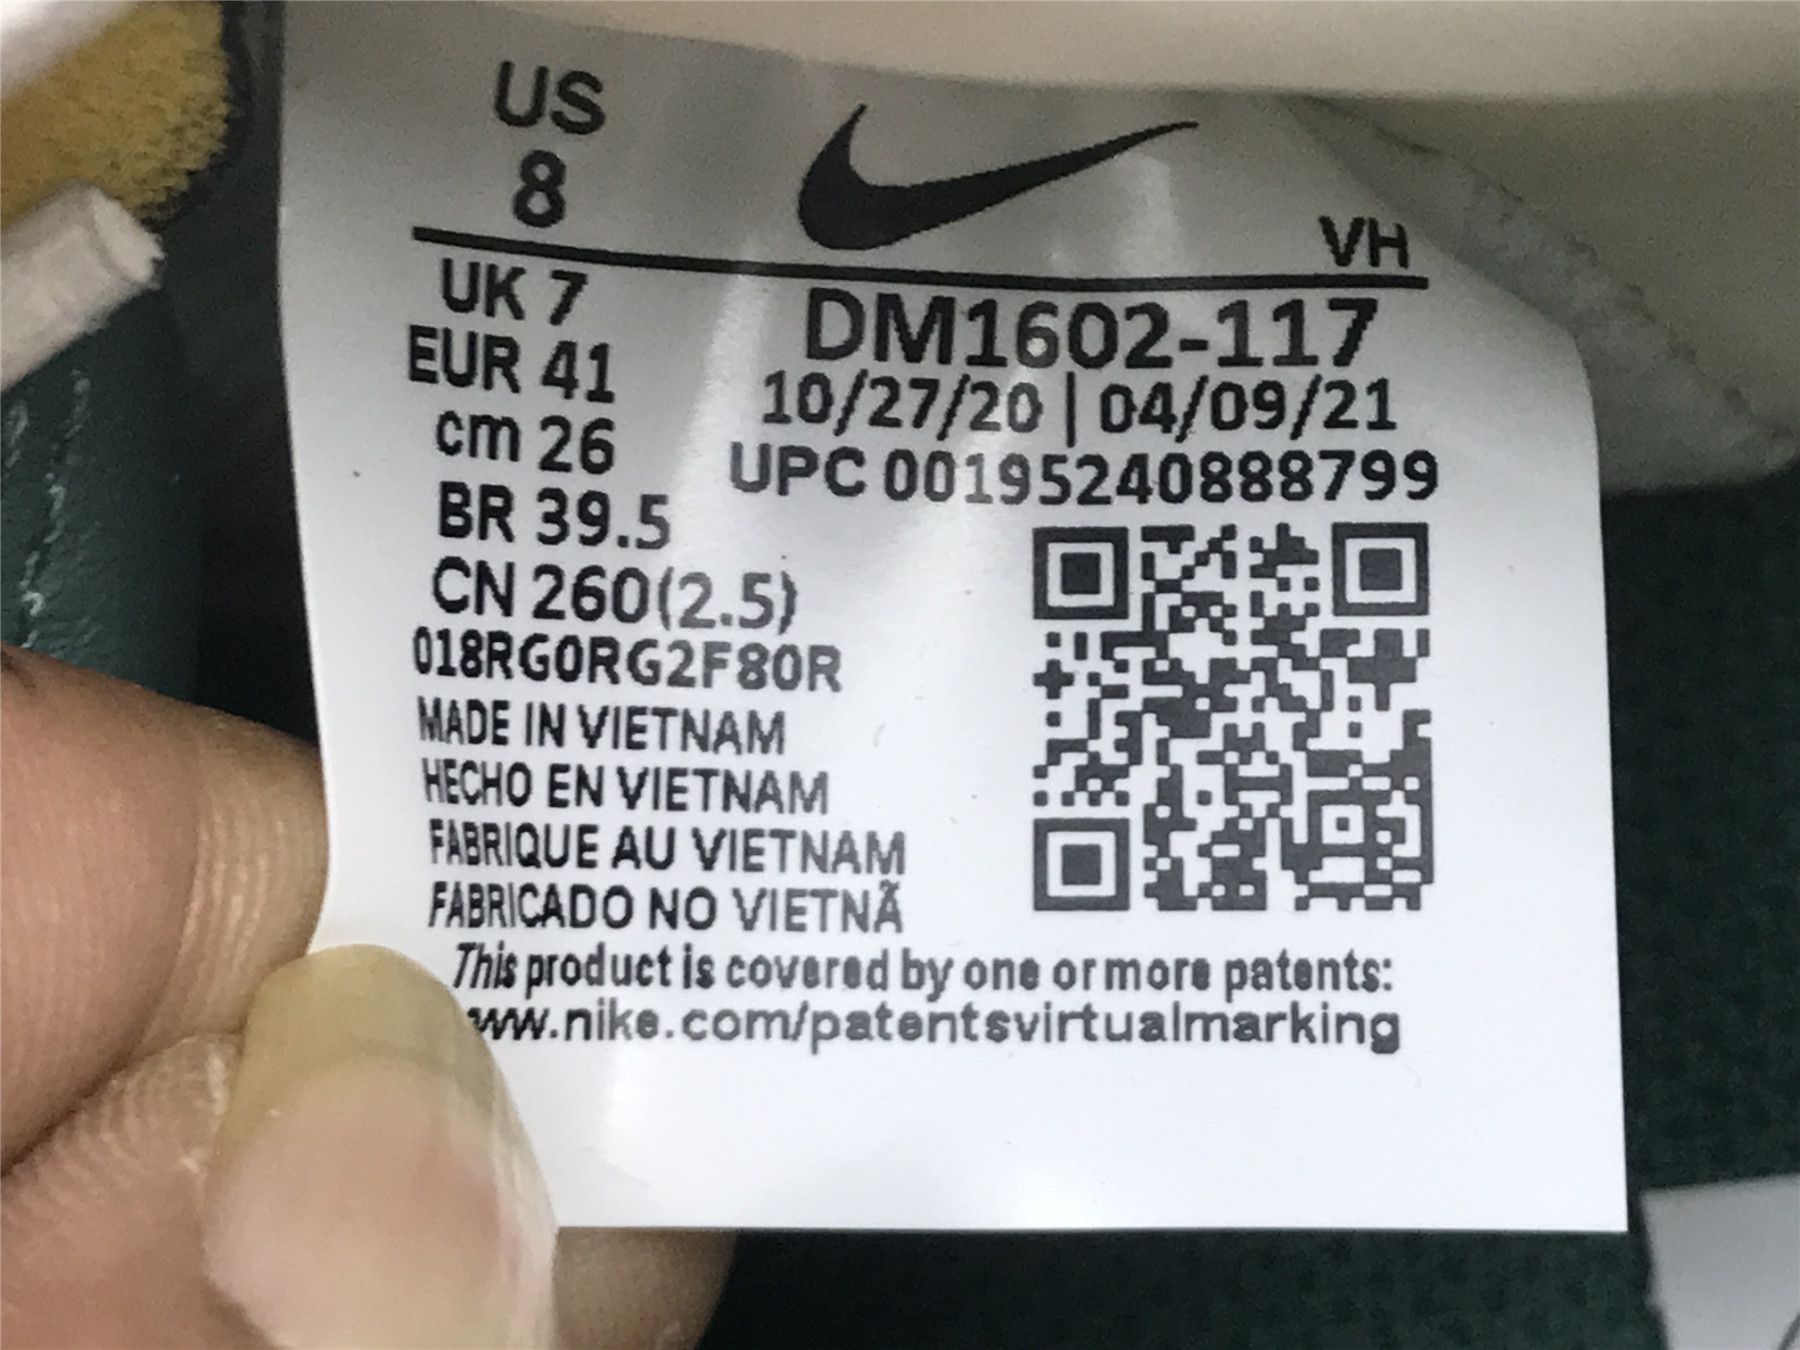 US
8
VH
UK 7
EUR 41
cm 26
BR 39.5
CN 260(2.5)
018RG0RG2F80R
DM1602-117
10/27/20 | 04/09/21
UPC 00195240888799
MADE IN VIETNAM
HECHO EN VIETNAM
FABRIQUE AU VIETNAM
FABRICADO NO VIETNÃ
This product is covered by one or more patents:
www.nike.com/patentsvirtualmarking